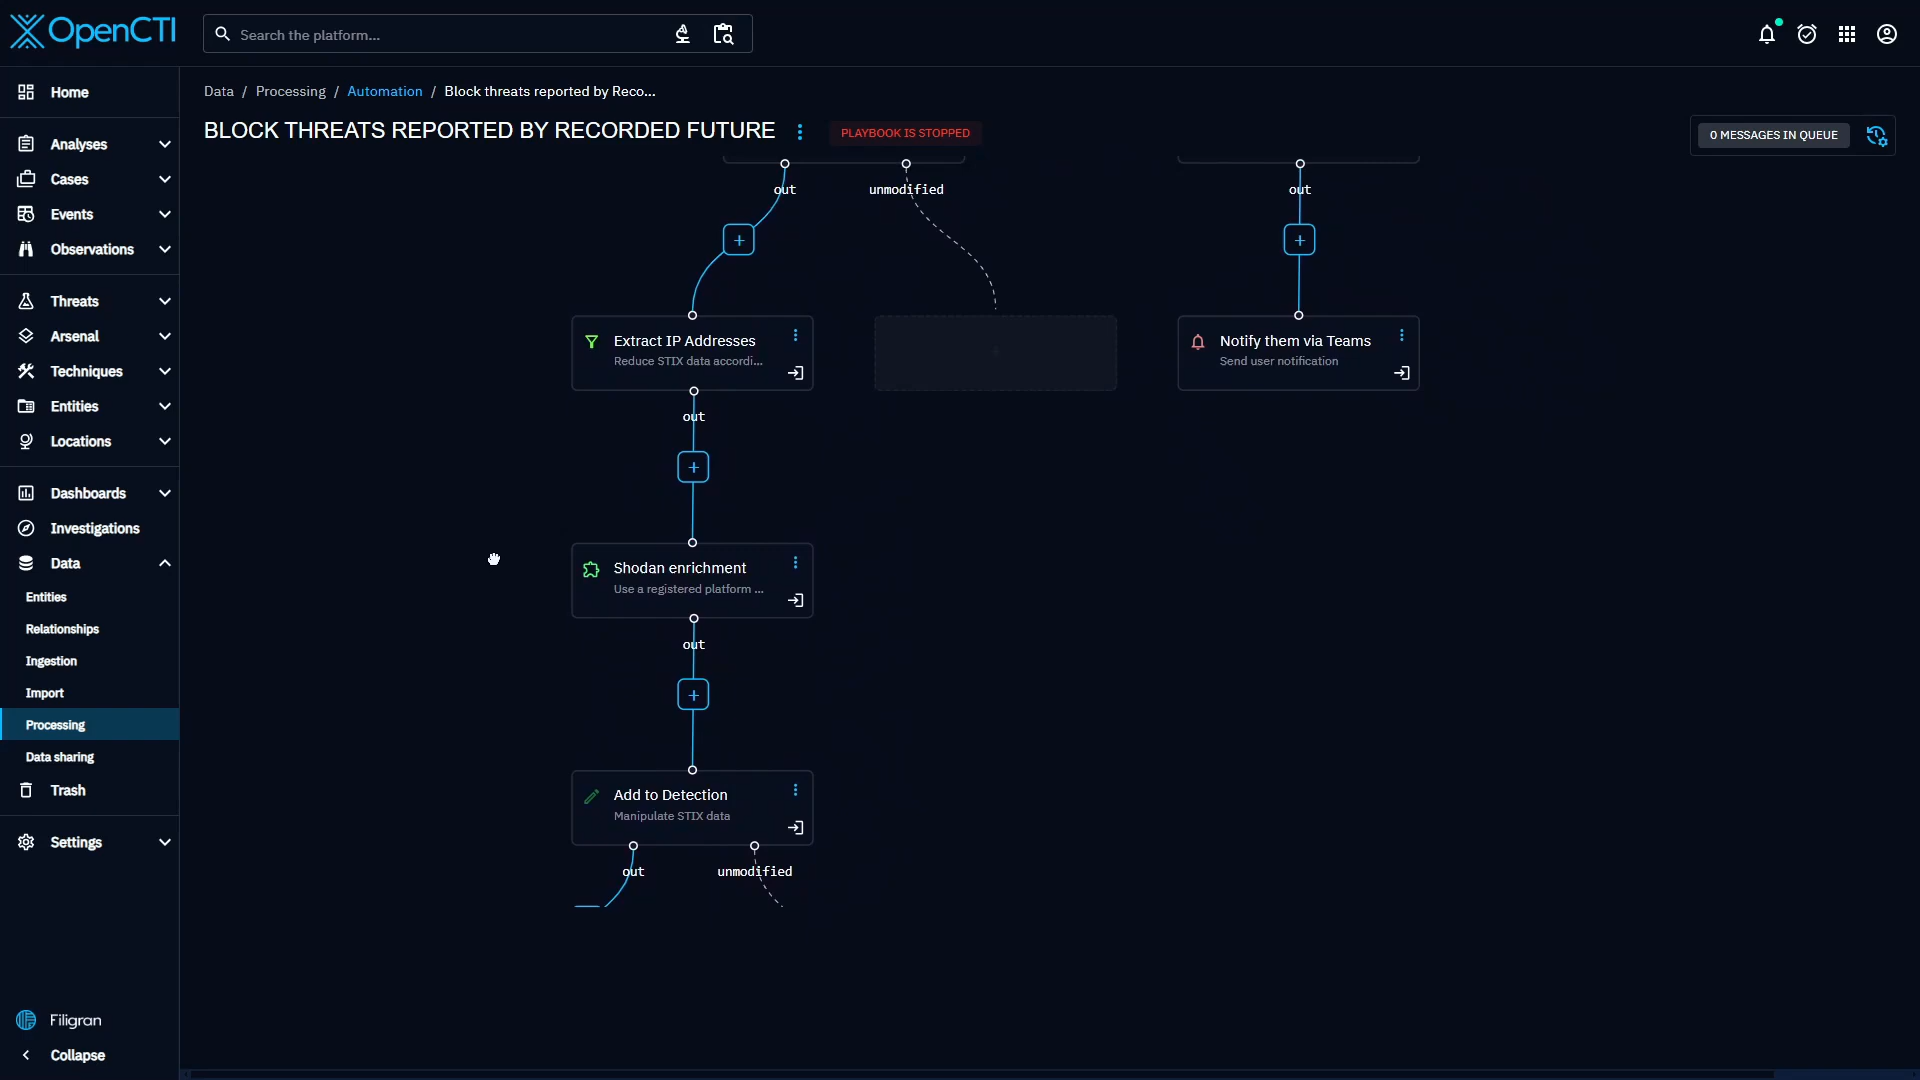 OpenCTI
Search the platform...
Home
Analyses
Cases
Events
Observations
Threats
Arsenal
Techniques
Entities
Locations
Dashboards
Investigations
Data
Entities
Relationships
Ingestion
Import
Processing
Data sharing
Trash
Settings
Filigran
Collapse
Data / Processing / Automation / Block threats reported by Reco...
BLOCK THREATS REPORTED BY RECORDED FUTURE
PLAYBOOK IS STOPPED
0 MESSAGES IN QUEUE
out
unmodified
out
Extract IP Addresses
Reduce STIX data accordi...
Notify them via Teams
Send user notification
out
Shodan enrichment
Use a registered platform ...
out
Add to Detection
Manipulate STIX data
out
unmodified